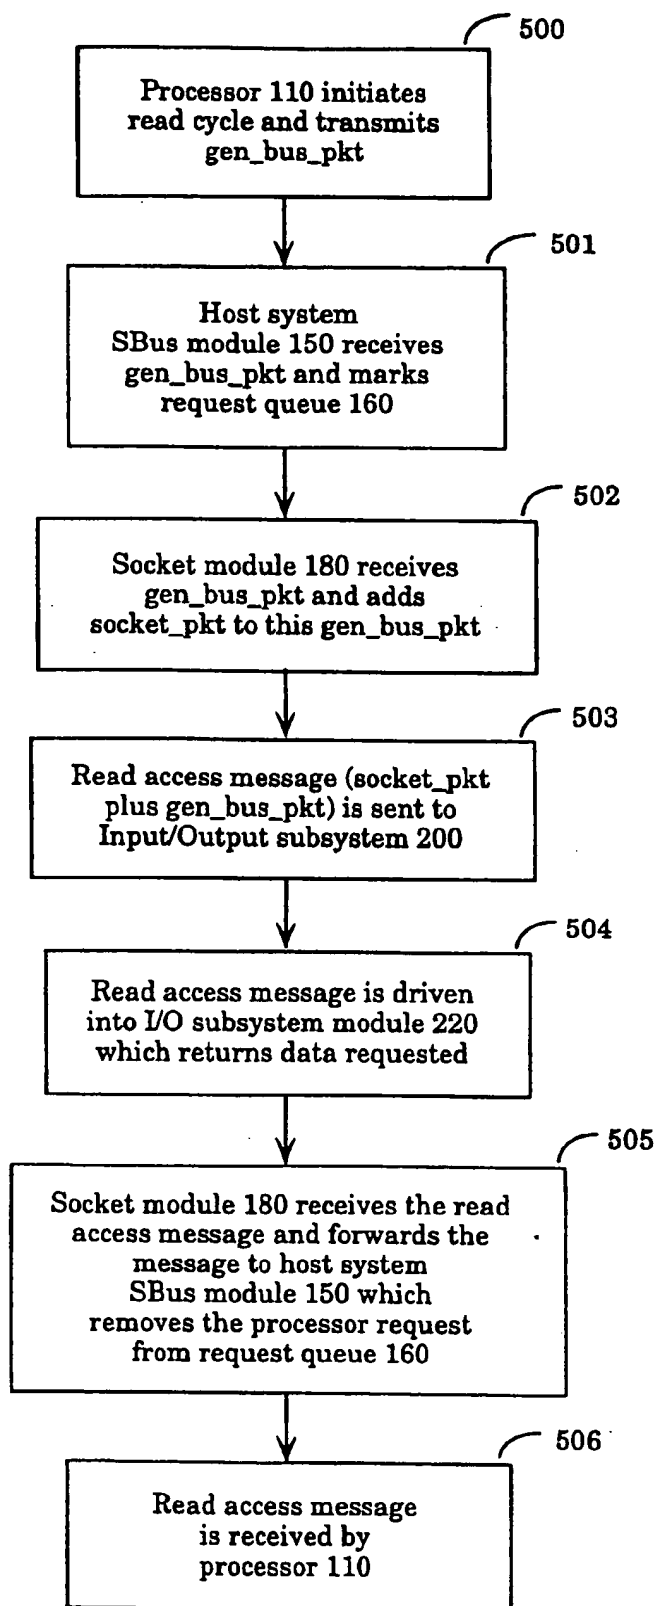 500
Processor 110 initiates
read cycle and transmits
gen_bus_pkt
501
Host system
SBus module 150 receives
gen_bus_pkt and marks
request queue 160
502
Socket module 180 receives
gen_bus_pkt and adds
socket_pkt to this gen_bus_pkt
503
Read access message (socket_pkt
plus gen_bus_pkt) is sent to
Input/Output subsystem 200
504
Read access message is driven
into I/O subsystem module 220
which returns data requested
505
Socket module 180 receives the read
access message and forwards the
message to host system
SBus module 150 which
removes the processor request
from request queue 160
506
Read access message
is received by
processor 110